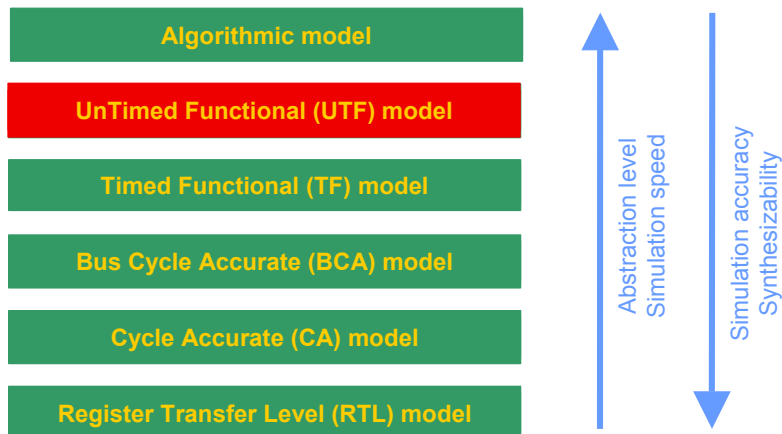 Algorithmic model
UnTimed Functional (UTF) model
Timed Functional (TF) model
Bus Cycle Accurate (BCA) model
Cycle Accurate (CA) model
Register Transfer Level (RTL) model
Abstraction level
Simulation speed
Simulation accuracy
Synthesizability